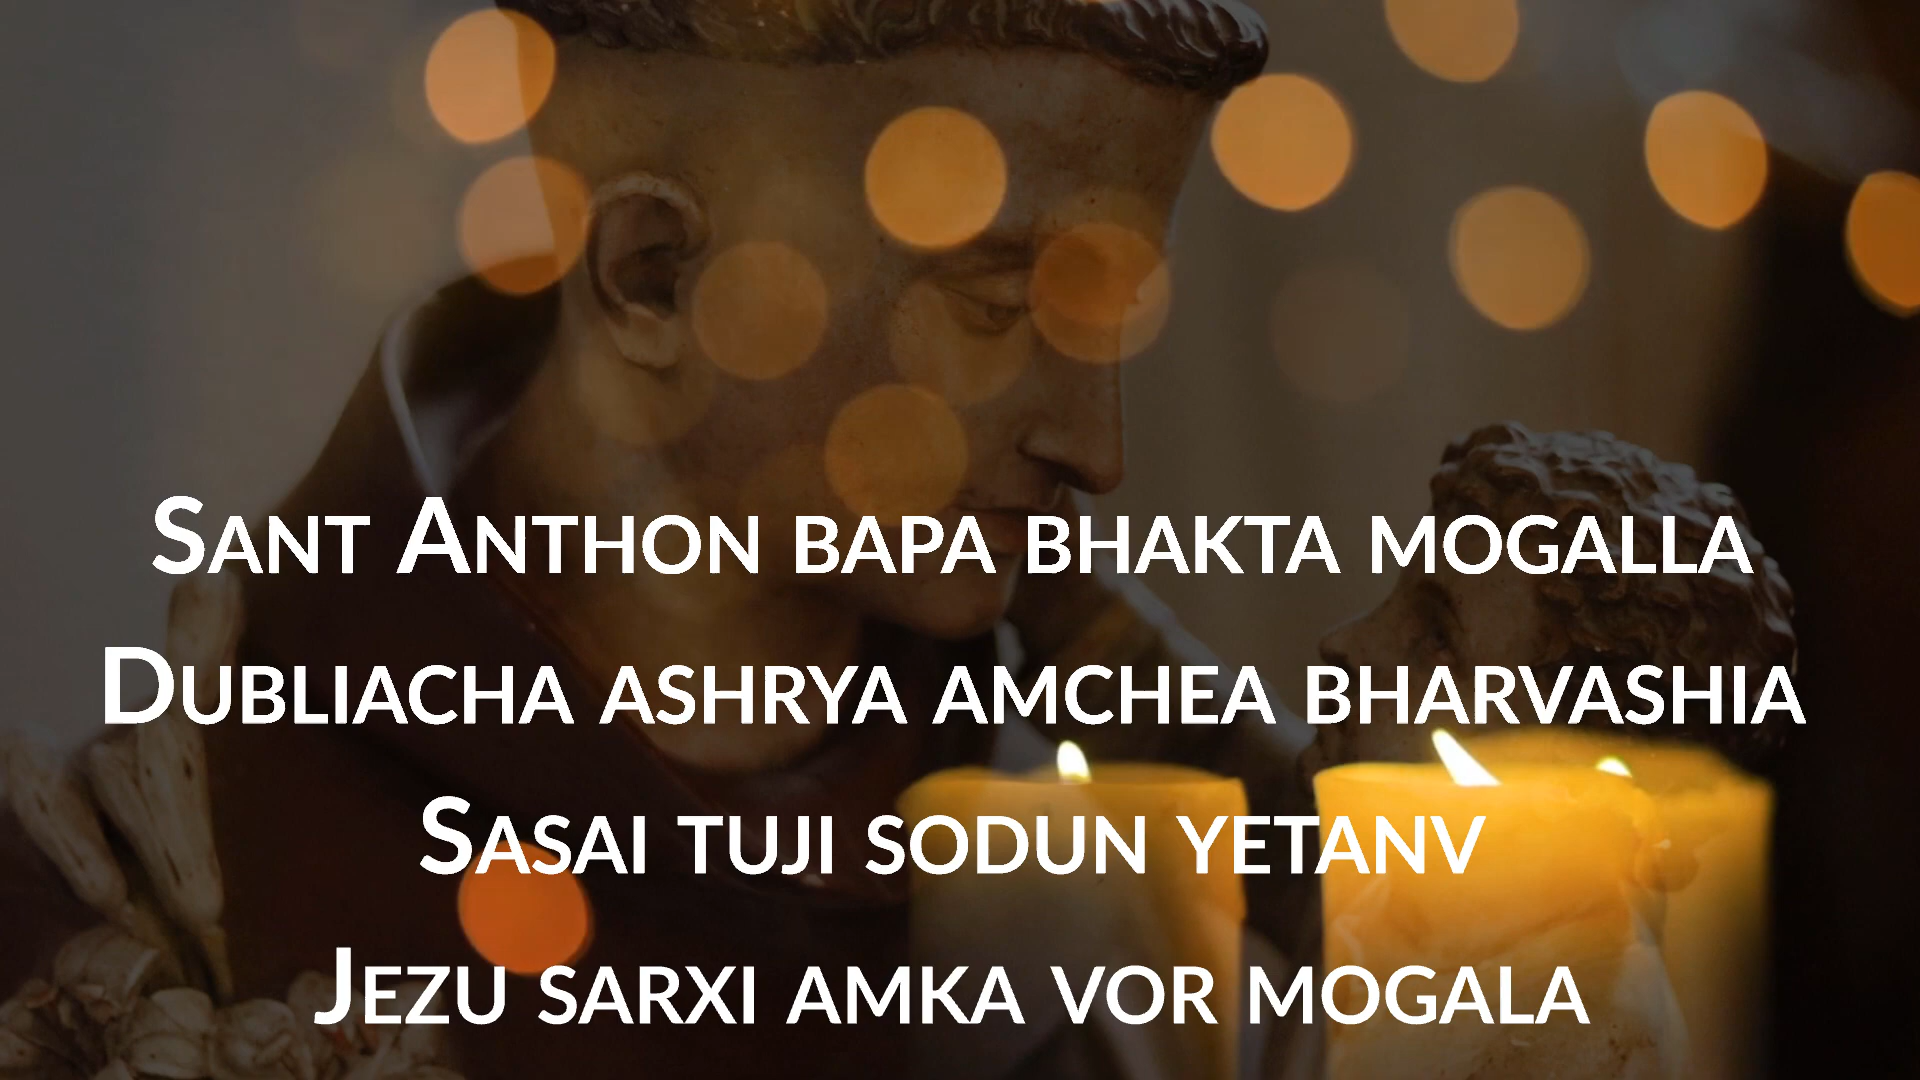 Sant Anthon bapa bhakta mogalla
Dubliacha ashrya amchea bharvashia
Sasai tuji sodun yetanv
Jezu sarxi amka vor mogala